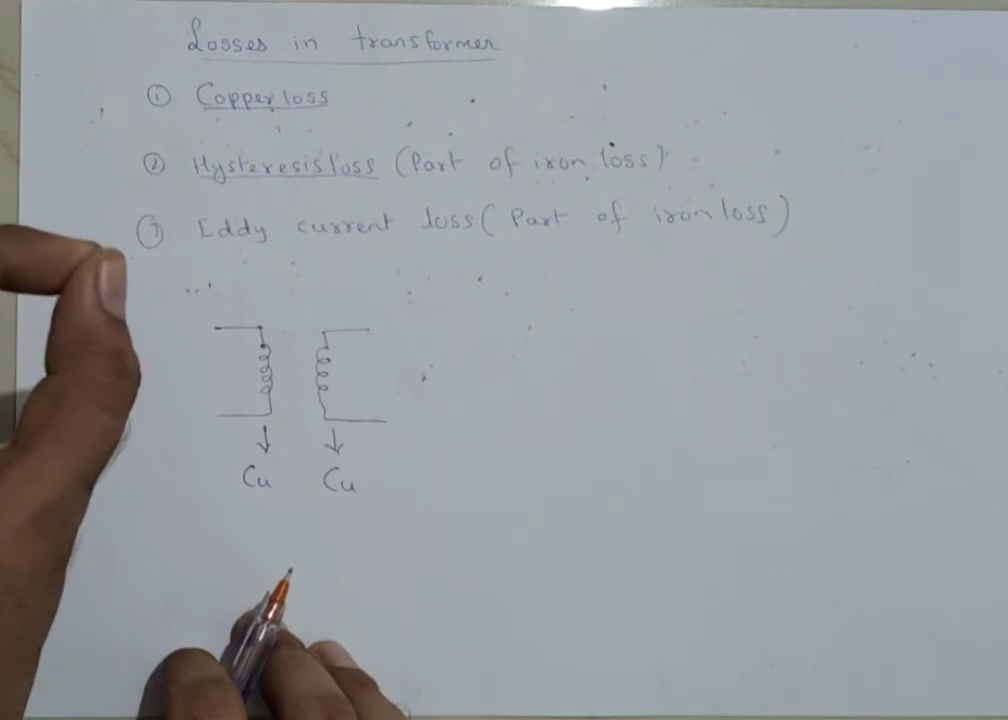 Losses in transformer
① Copper loss
② Hysteresis loss (Part of iron loss)
③ Eddy current loss (Part of iron loss)
Cu Cu